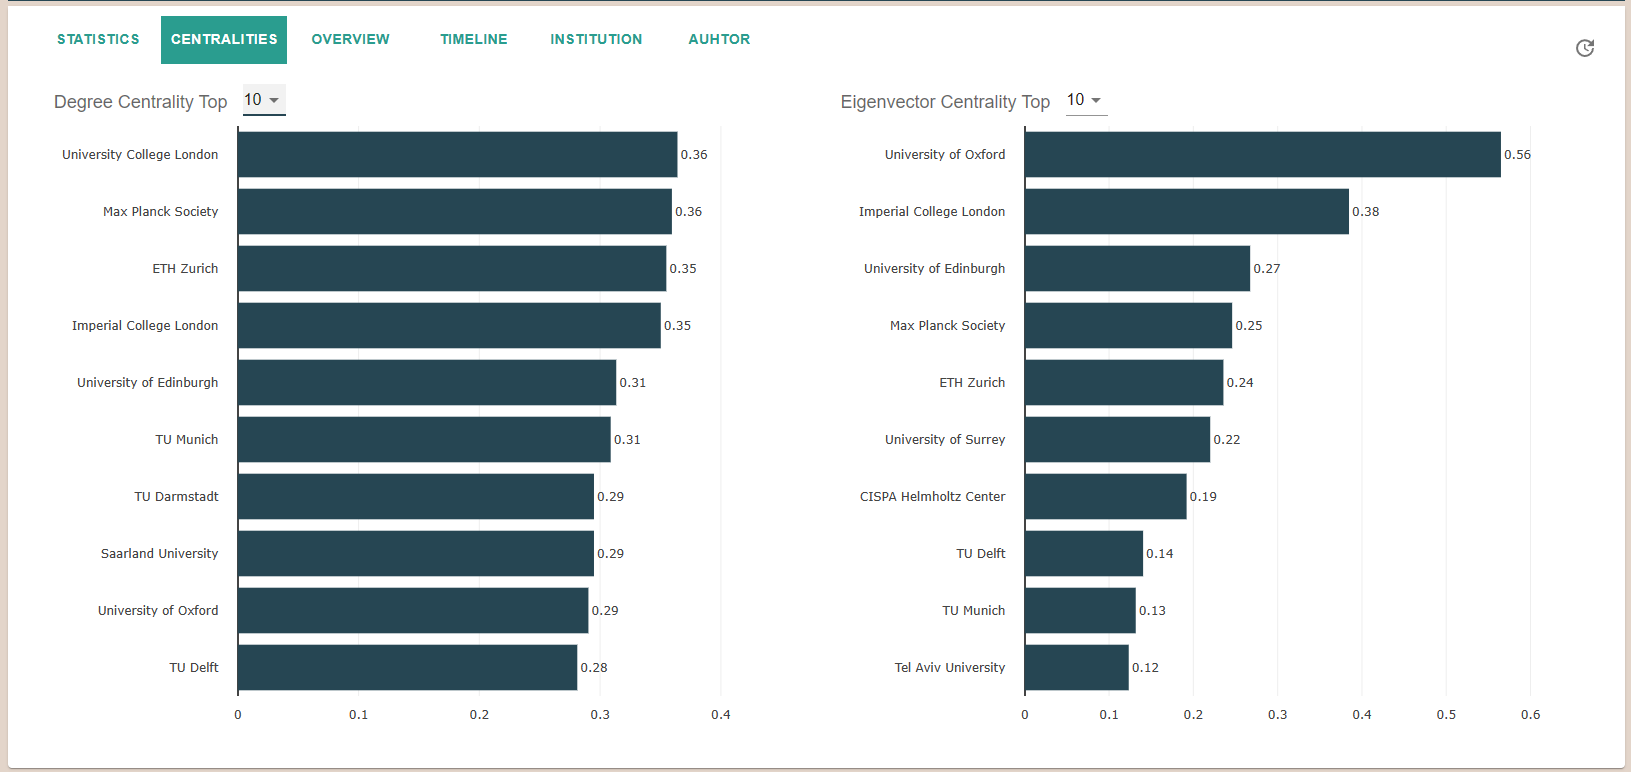 STATISTICS CENTRALITIES OVERVIEW TIMELINE INSTITUTION AUHTOR
Degree Centrality Top 10
University College London 0.36
Max Planck Society 0.36
ETH Zurich 0.35
Imperial College London 0.35
University of Edinburgh 0.31
TU Munich 0.31
TU Darmstadt 0.29
Saarland University 0.29
University of Oxford 0.29
TU Delft 0.28
0 0.1 0.2 0.3 0.4
Eigenvector Centrality Top 10
University of Oxford 0.56
Imperial College London 0.38
University of Edinburgh 0.27
Max Planck Society 0.25
ETH Zurich 0.24
University of Surrey 0.22
CISPA Helmholtz Center 0.19
TU Delft 0.14
TU Munich 0.13
Tel Aviv University 0.12
0 0.1 0.2 0.3 0.4 0.5 0.6